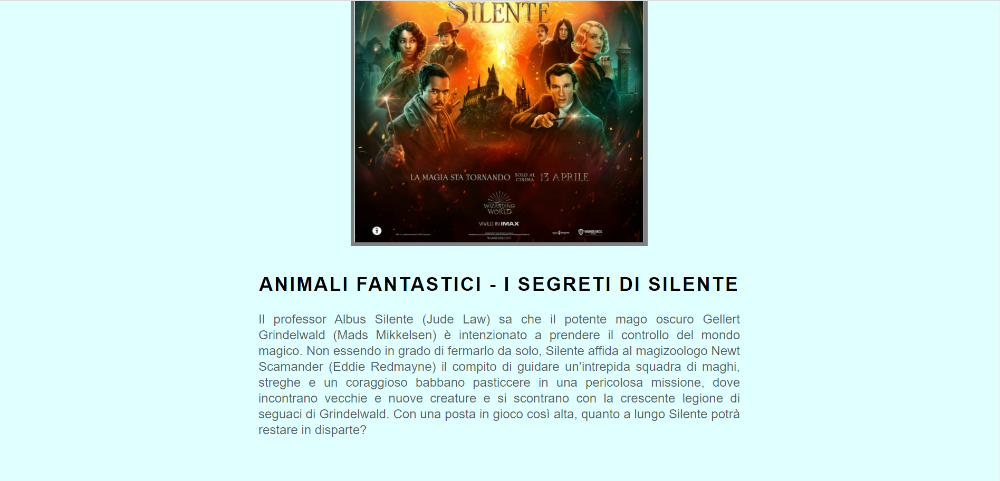 SILENTE
LA MAGIA STA TORNANDO SOLO AL CINEMA 13 APRILE
WIZARDING
WORLD
VIVILO IN IMAX
WARNER BROS.
WARNERBROS.IT
ANIMALI FANTASTICI - I SEGRETI DI SILENTE
Il professor Albus Silente (Jude Law) sa che il potente mago oscuro Gellert
Grindelwald (Mads Mikkelsen) è intenzionato a prendere il controllo del mondo
magico. Non essendo in grado di fermarlo da solo, Silente affida al magizoologo Newt
Scamander (Eddie Redmayne) il compito di guidare un’intrepida squadra di maghi,
streghe e un coraggioso babbano pasticcere in una pericolosa missione, dove
incontrano vecchie e nuove creature e si scontrano con la crescente legione di
seguaci di Grindelwald. Con una posta in gioco così alta, quanto a lungo Silente potrà
restare in disparte?